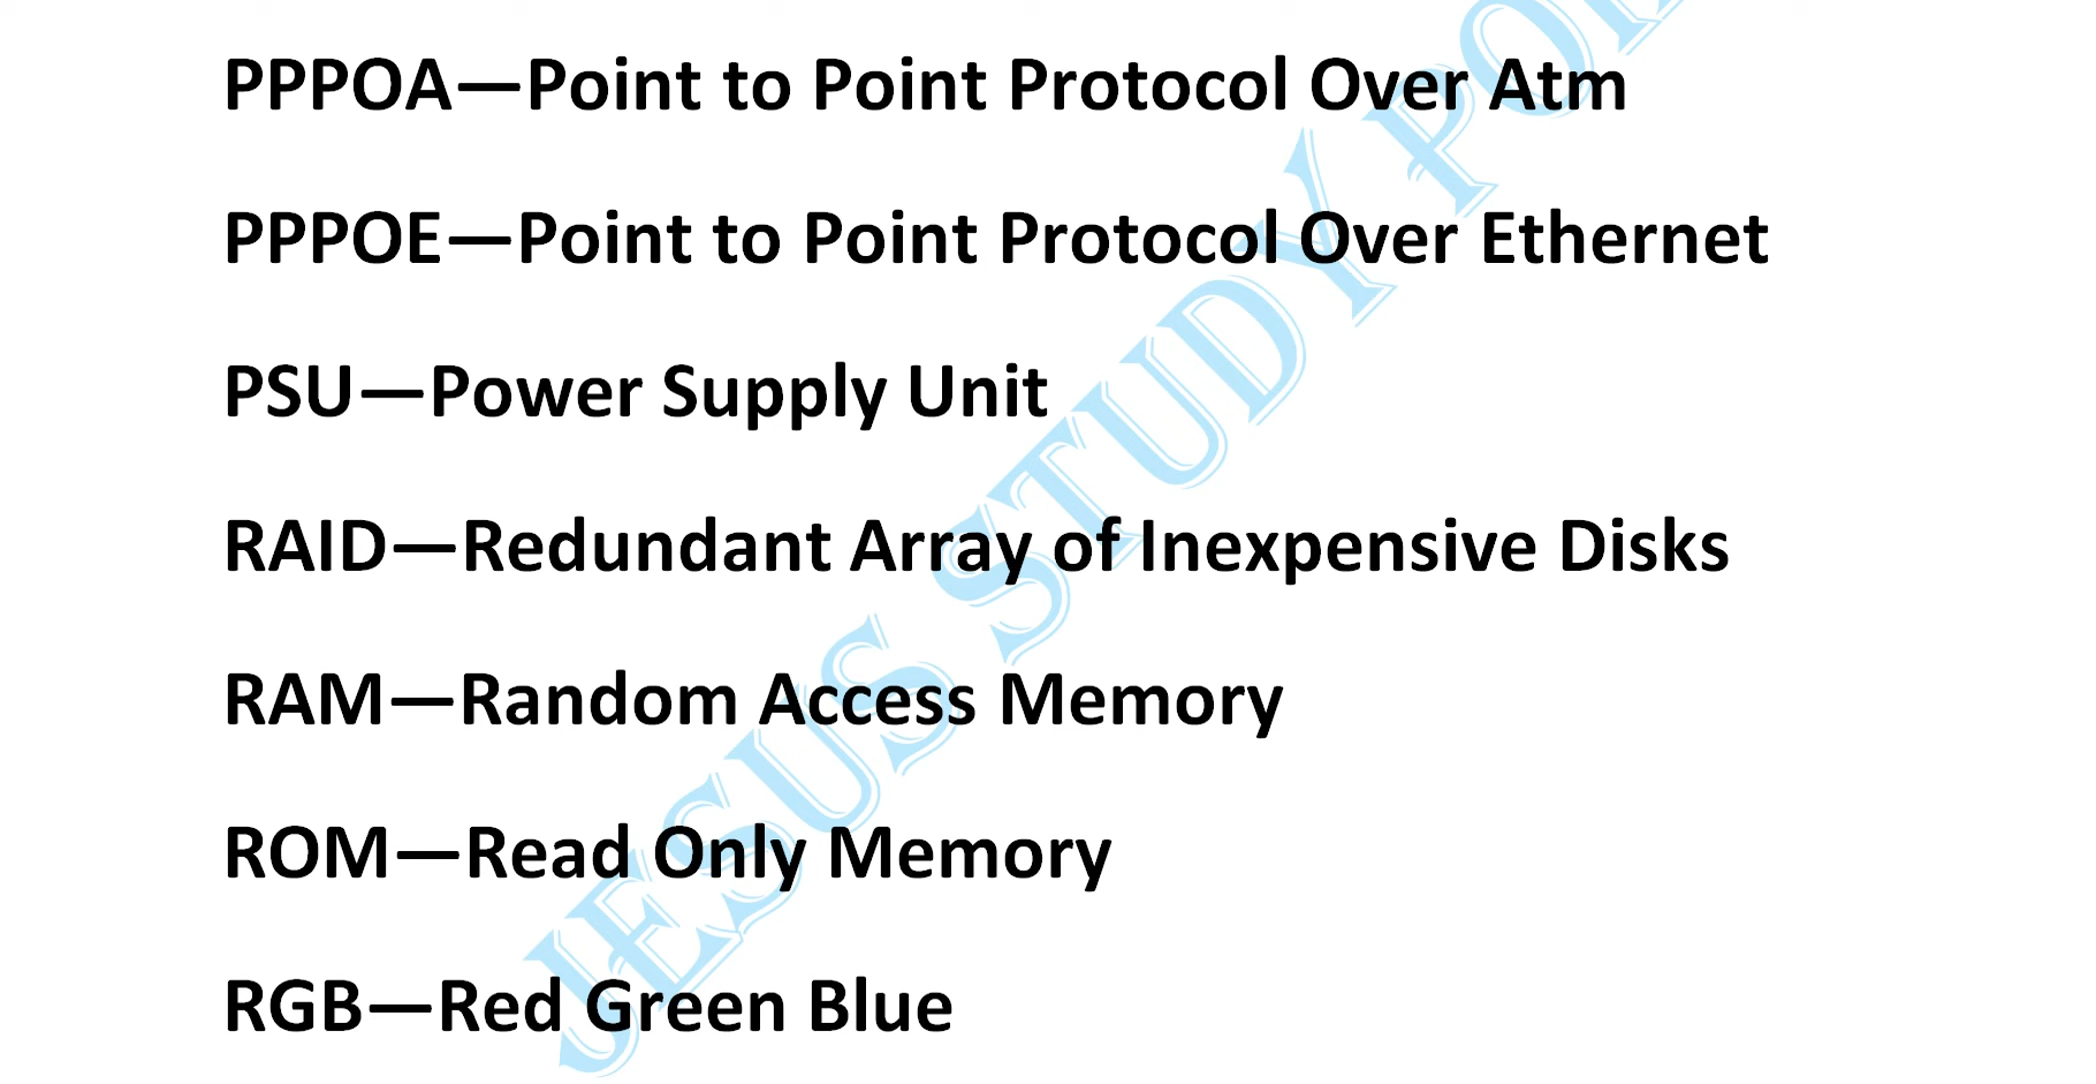 PPPOA—Point to Point Protocol Over Atm
PPPOE—Point to Point Protocol Over Ethernet
PSU—Power Supply Unit
RAID—Redundant Array of Inexpensive Disks
RAM—Random Access Memory
ROM—Read Only Memory
RGB—Red Green Blue
JESUS STUDY